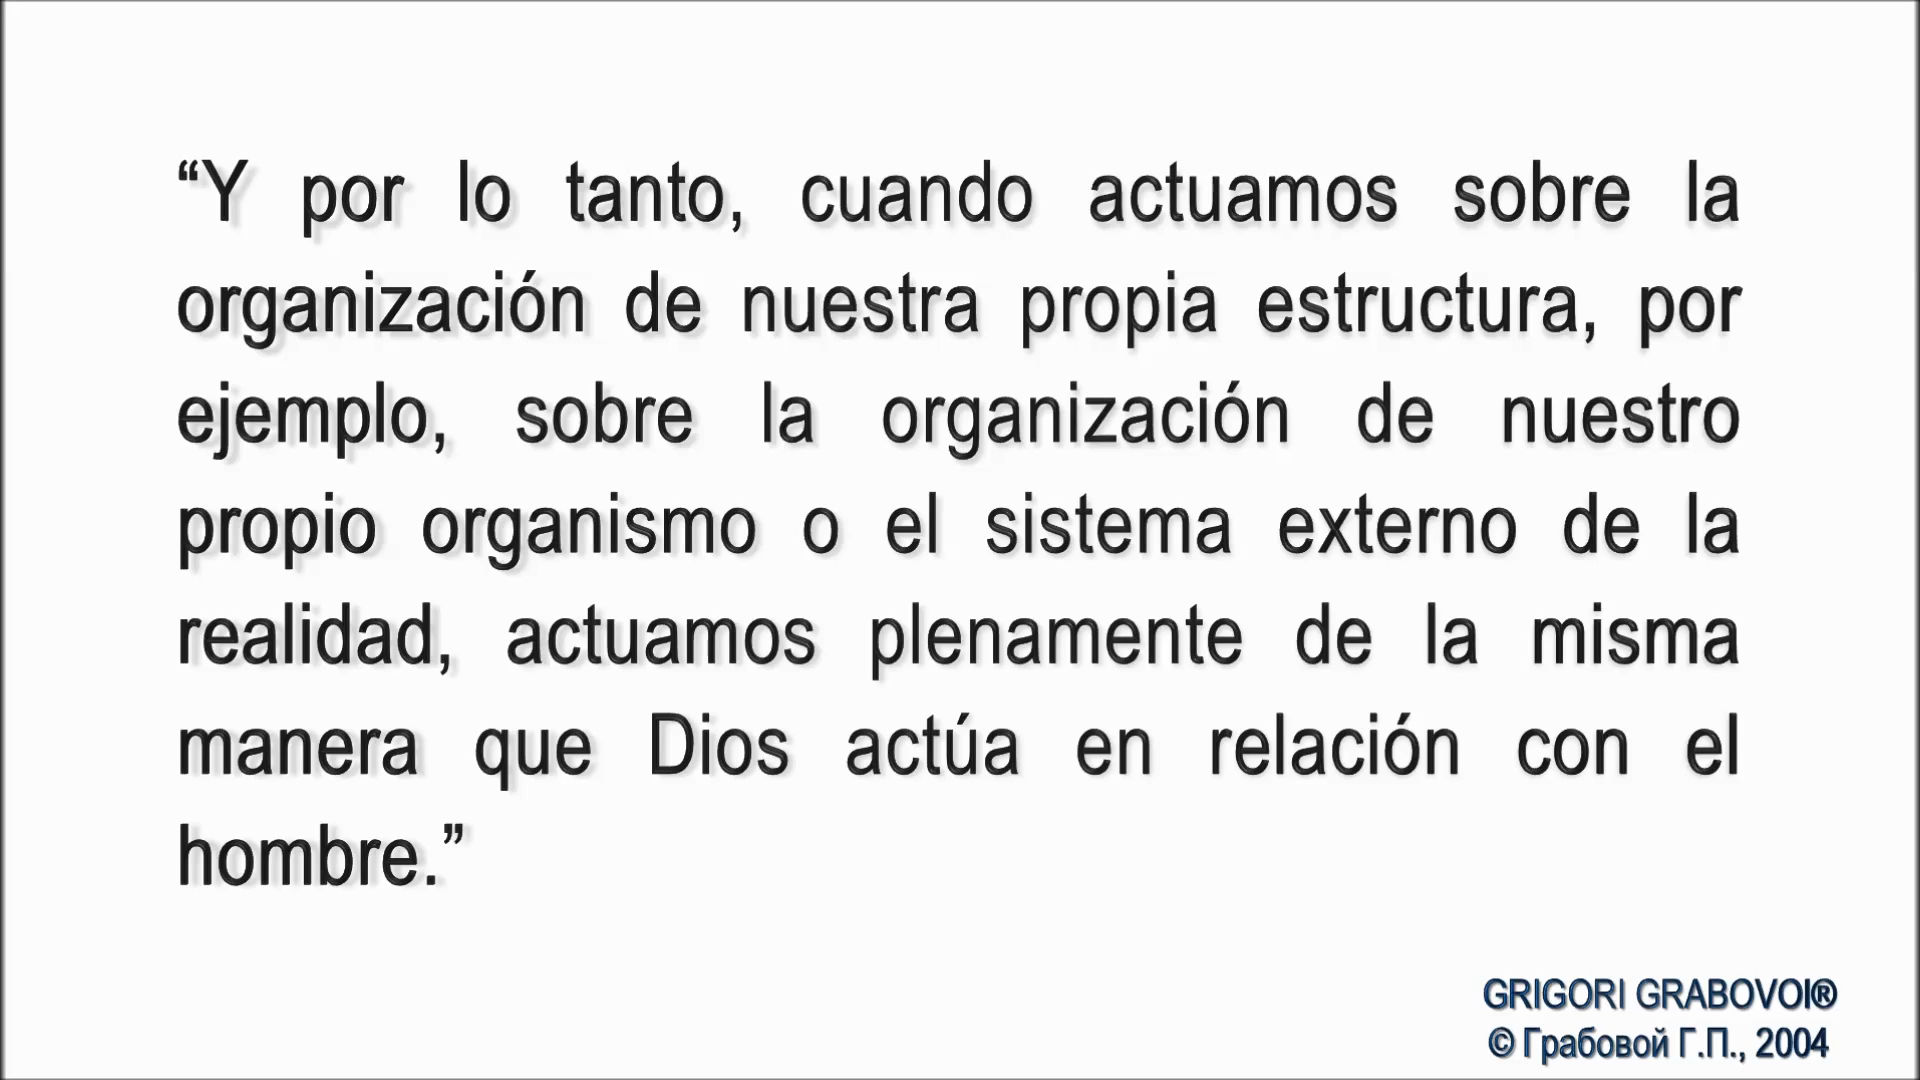 “Y por lo tanto, cuando actuamos sobre la
organización de nuestra propia estructura, por
ejemplo, sobre la organización de nuestro
propio organismo o el sistema externo de la
realidad, actuamos plenamente de la misma
manera que Dios actúa en relación con el
hombre.”
GRIGORI GRABOVOI®
© Грабовой Г.П., 2004